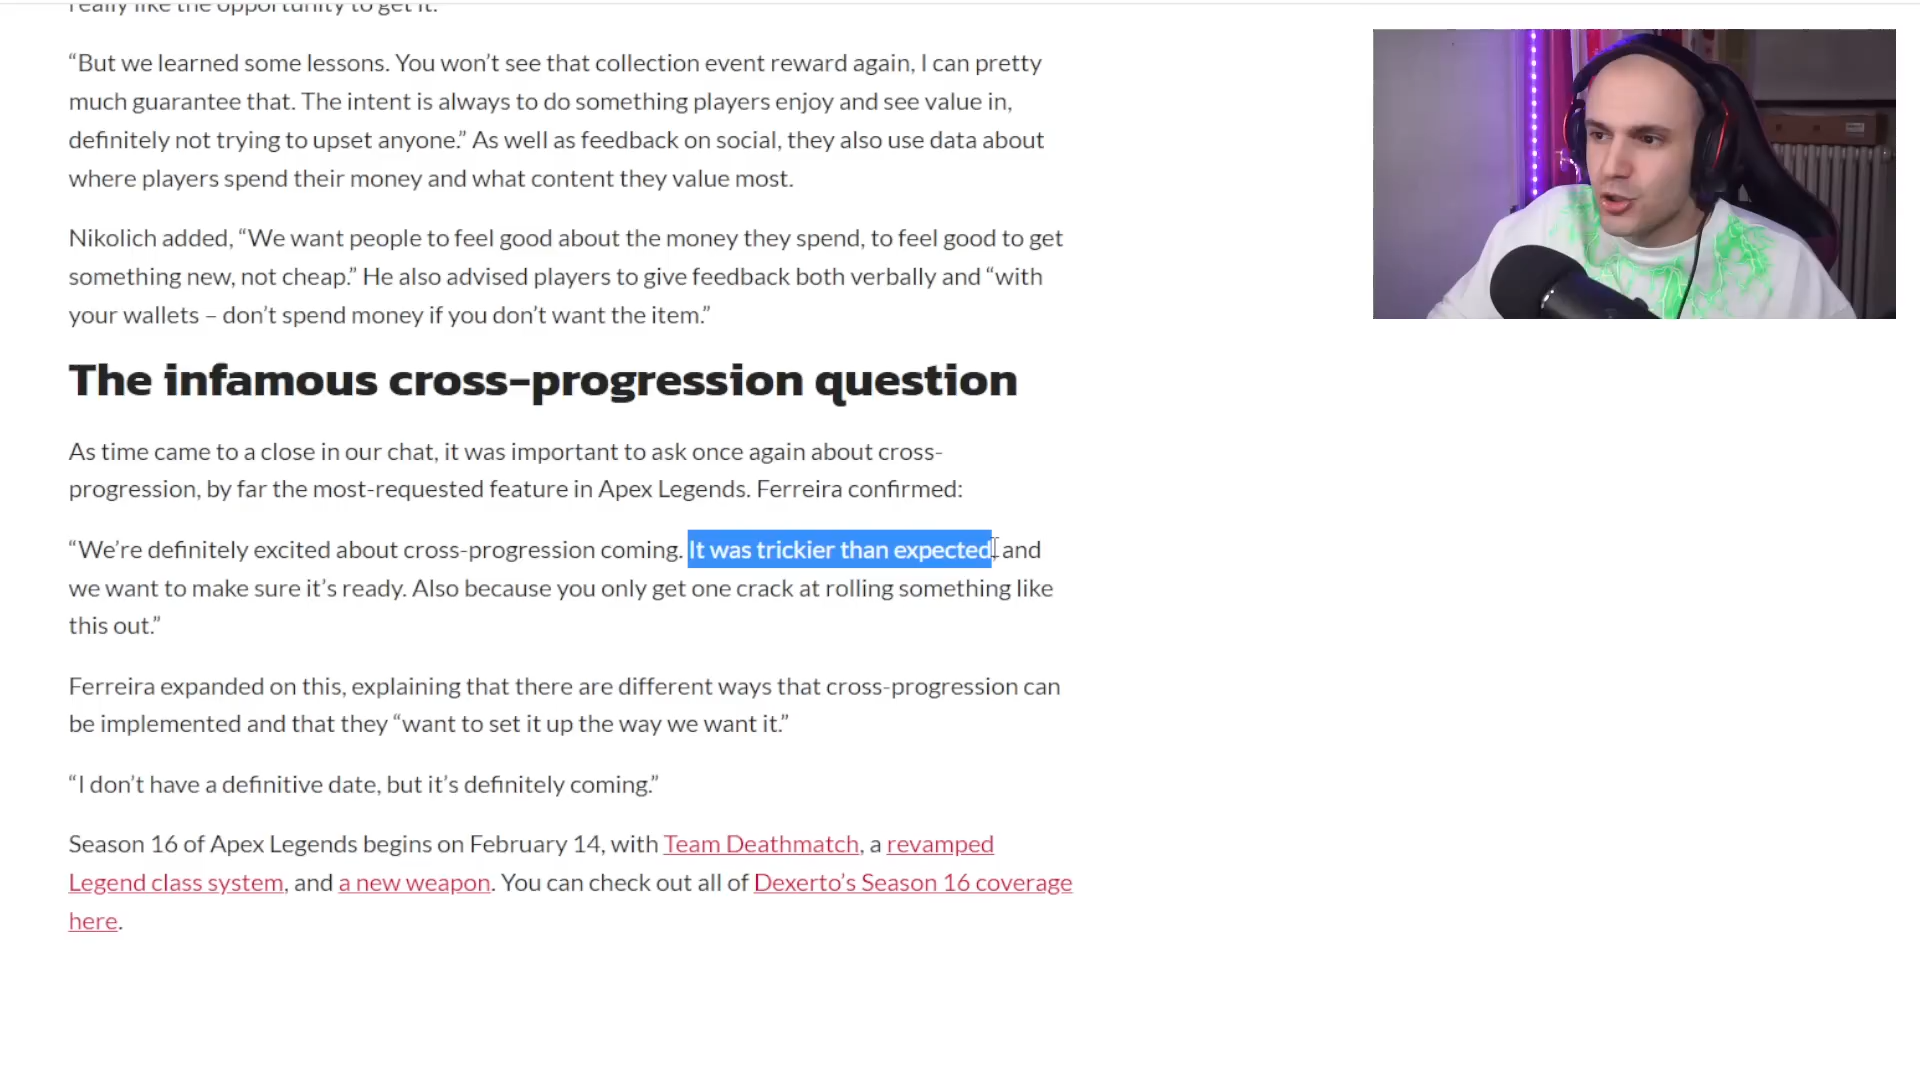 really like the opportunity to get it.
“But we learned some lessons. You won’t see that collection event reward again, I can pretty
much guarantee that. The intent is always to do something players enjoy and see value in,
definitely not trying to upset anyone.” As well as feedback on social, they also use data about
where players spend their money and what content they value most.
Nikolich added, “We want people to feel good about the money they spend, to feel good to get
something new, not cheap.” He also advised players to give feedback both verbally and “with
your wallets – don’t spend money if you don’t want the item.”
The infamous cross-progression question
As time came to a close in our chat, it was important to ask once again about cross-
progression, by far the most-requested feature in Apex Legends. Ferreira confirmed:
“We’re definitely excited about cross-progression coming. It was trickier than expected, and
we want to make sure it’s ready. Also because you only get one crack at rolling something like
this out.”
Ferreira expanded on this, explaining that there are different ways that cross-progression can
be implemented and that they “want to set it up the way we want it.”
“I don’t have a definitive date, but it’s definitely coming.”
Season 16 of Apex Legends begins on February 14, with Team Deathmatch, a revamped
Legend class system, and a new weapon. You can check out all of Dexerto’s Season 16 coverage
here.